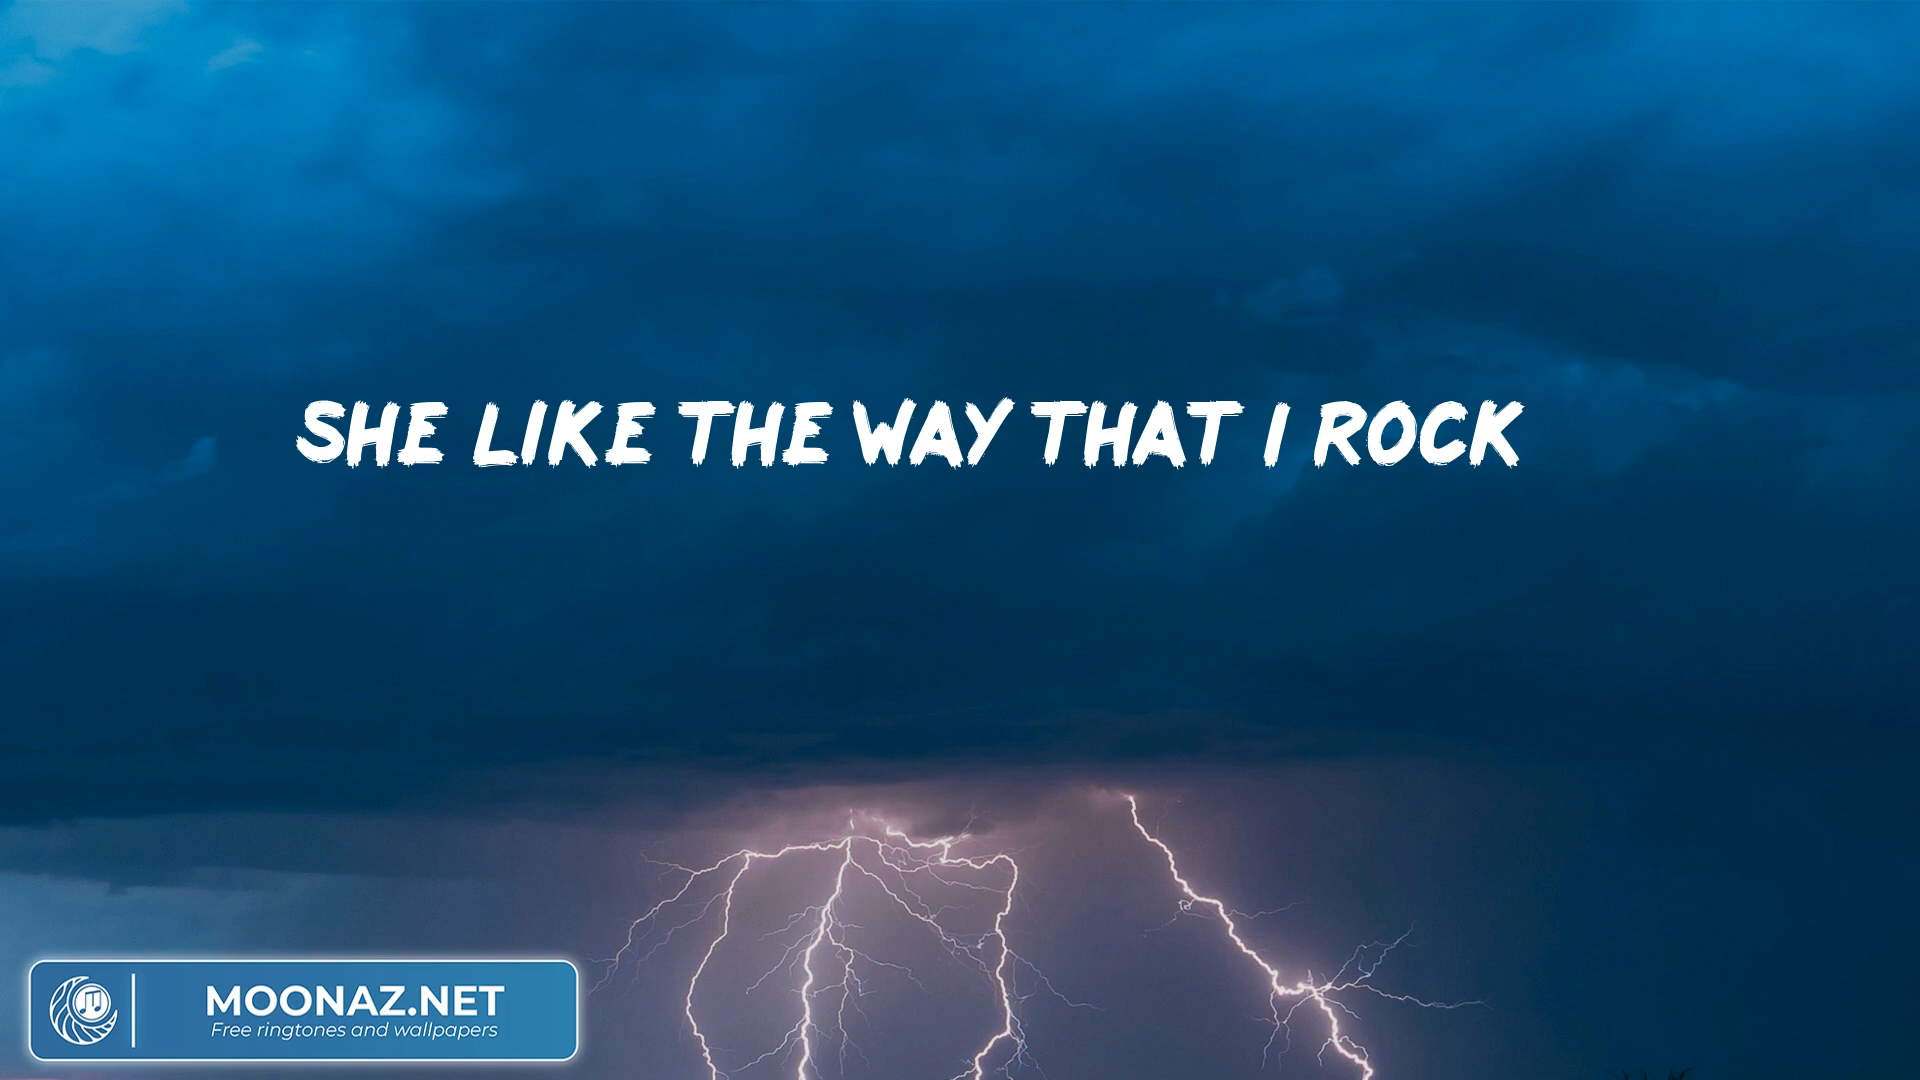 SHE LIKE THE WAY THAT I ROCK
MOONAZ.NET
Free ringtones and wallpapers